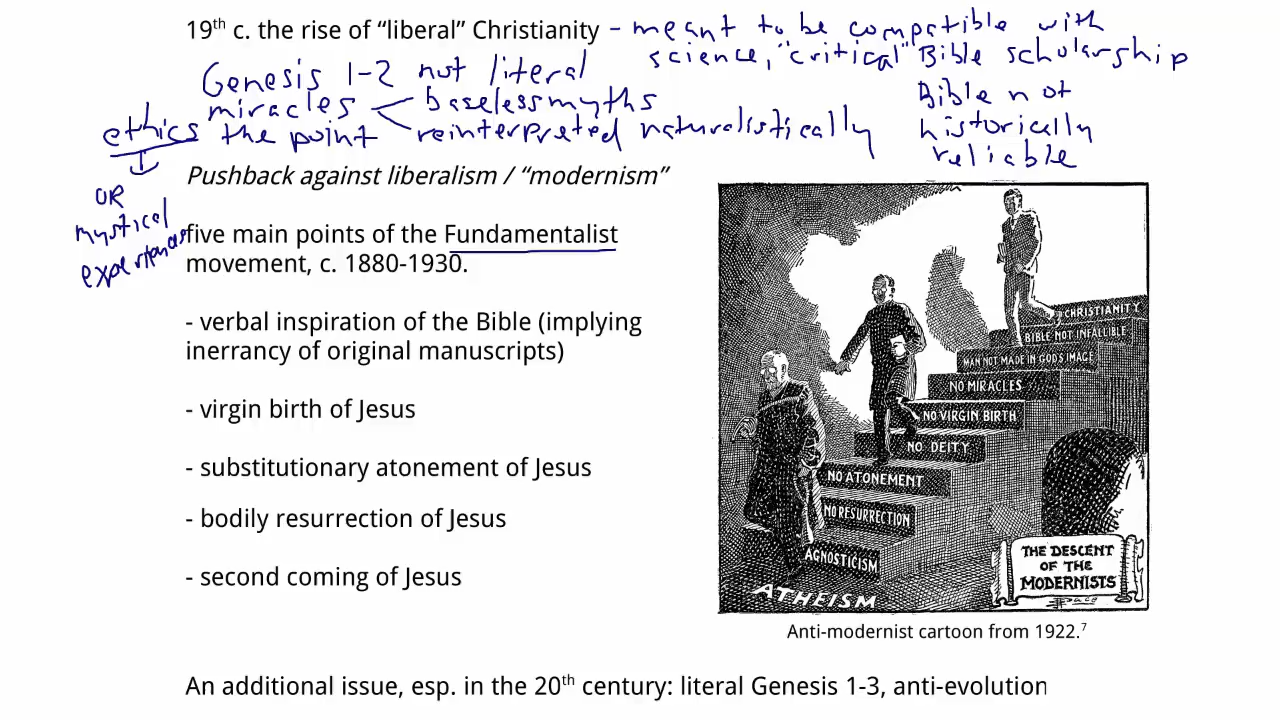 19th c. the rise of “liberal” Christianity - meant to be compatible with
science, "critical" Bible scholarship
Genesis 1-2 not literal
miracles < baseless myths
reinterpreted naturalistically
ethics the point
OR
mystical
experiences
Bible not
historically
reliable
Pushback against liberalism / “modernism”
five main points of the Fundamentalist
movement, c. 1880-1930.
- verbal inspiration of the Bible (implying
inerrancy of original manuscripts)
- virgin birth of Jesus
- substitutionary atonement of Jesus
- bodily resurrection of Jesus
- second coming of Jesus
CHRISTIANITY
BIBLE NOT INFALLIBLE
MAN NOT MADE IN GOD'S IMAGE
NO MIRACLES
NO VIRGIN BIRTH
NO DEITY
NO ATONEMENT
NO RESURRECTION
AGNOSTICISM
ATHEISM
THE DESCENT
OF THE
MODERNISTS
Anti-modernist cartoon from 1922.7
An additional issue, esp. in the 20th century: literal Genesis 1-3, anti-evolution